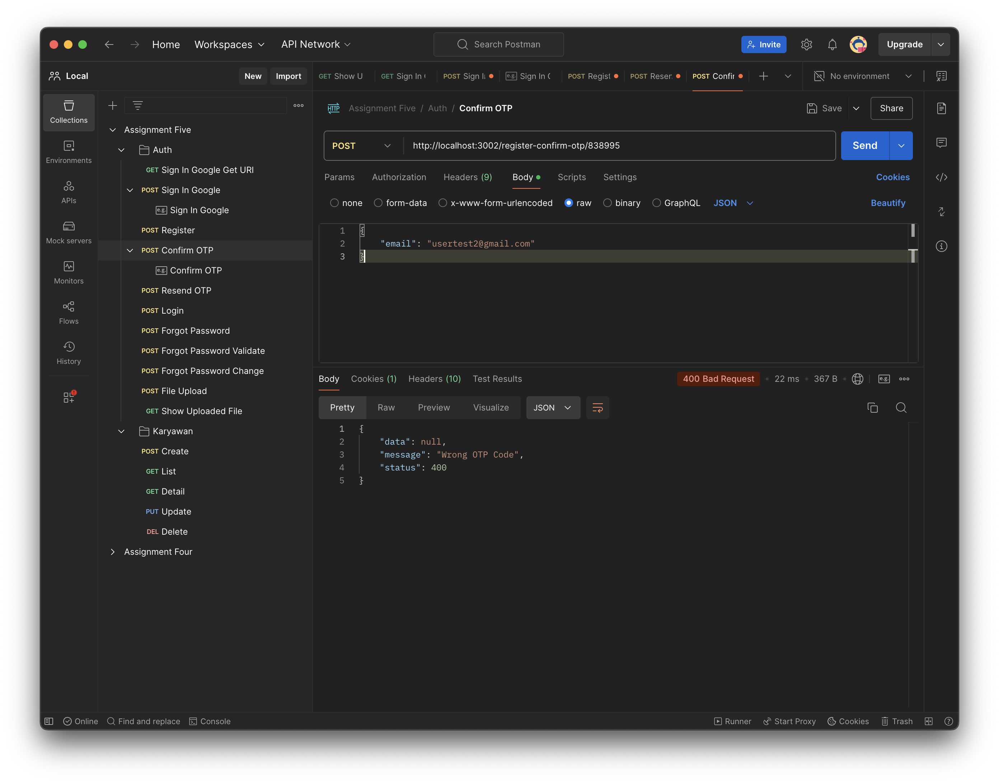 Home Workspaces API Network Search Postman Invite Upgrade
Local New Import
GET Show U GET Sign In POST Sign I POST Regist POST Resen POST Confir No environment
e.g. Sign In
Collections
Environments
APIs
Mock servers
Monitors
Flows
History
Assignment Five
Auth
GET Sign In Google Get URI
POST Sign In Google
e.g. Sign In Google
POST Register
POST Confirm OTP
e.g. Confirm OTP
POST Resend OTP
POST Login
POST Forgot Password
POST Forgot Password Validate
POST Forgot Password Change
POST File Upload
GET Show Uploaded File
Karyawan
POST Create
GET List
GET Detail
PUT Update
DEL Delete
Assignment Four
HTTP Assignment Five / Auth / Confirm OTP Save Share
POST http://localhost:3002/register-confirm-otp/838995 Send
Params Authorization Headers (9) Body Scripts Settings Cookies
none form-data x-www-form-urlencoded raw binary GraphQL JSON Beautify
1 {
2 "email": "usertest2@gmail.com"
3 }
Body Cookies (1) Headers (10) Test Results 400 Bad Request 22 ms 367 B e.g.
Pretty Raw Preview Visualize JSON
1 {
2 "data": null,
3 "message": "Wrong OTP Code",
4 "status": 400
5 }
Online Find and replace Console Runner Start Proxy Cookies Trash